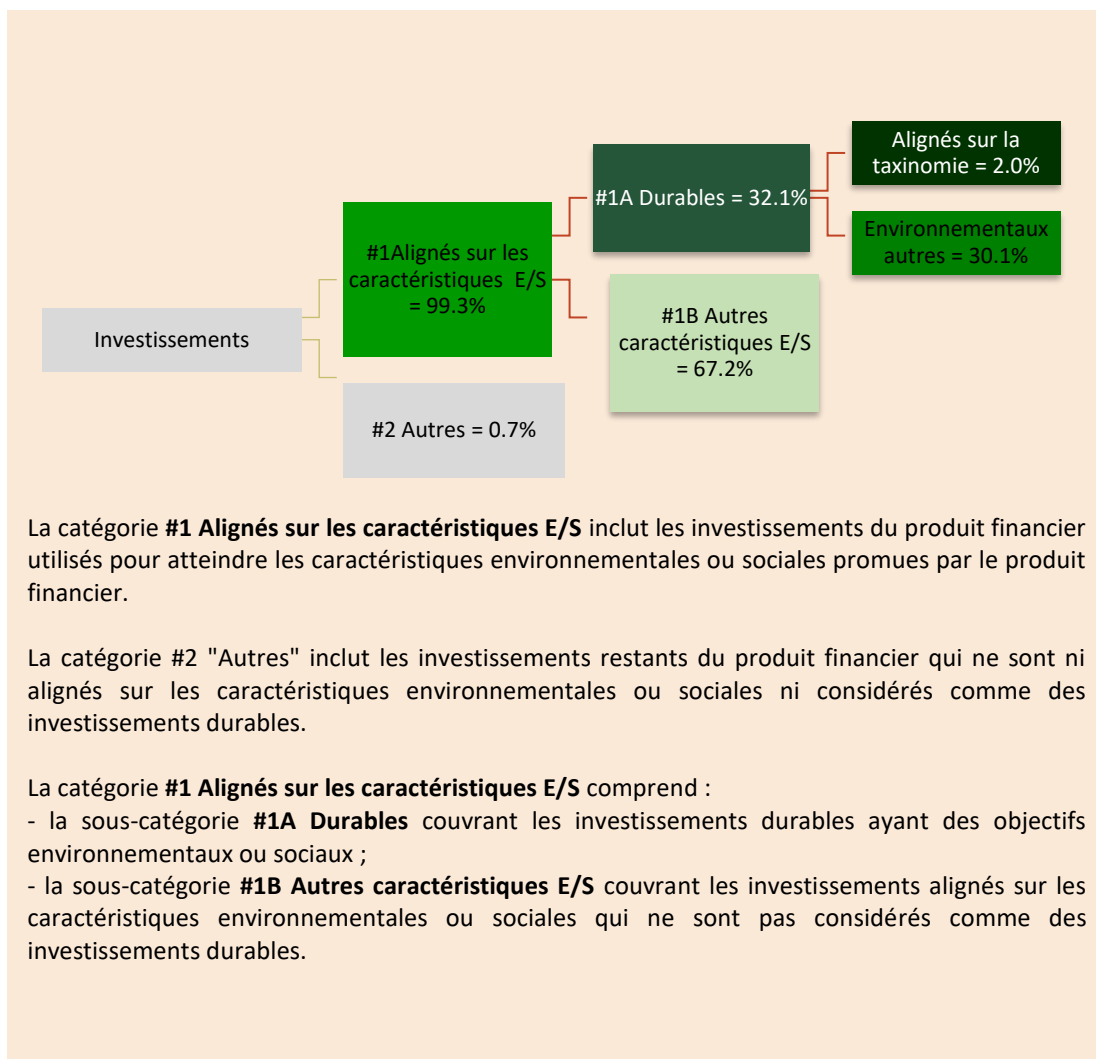 Alignés sur la
taxinomie = 2.0%
#1A Durables = 32.1%
Environnementaux
autres = 30.1%
#1Alignés sur les
caractéristiques E/S
= 99.3%
#1B Autres
caractéristiques E/S
= 67.2%
Investissements
#2 Autres = 0.7%
La catégorie #1 Alignés sur les caractéristiques E/S inclut les investissements du produit financier
utilisés pour atteindre les caractéristiques environnementales ou sociales promues par le produit
financier.
La catégorie #2 "Autres" inclut les investissements restants du produit financier qui ne sont ni
alignés sur les caractéristiques environnementales ou sociales ni considérés comme des
investissements durables.
La catégorie #1 Alignés sur les caractéristiques E/S comprend :
- la sous-catégorie #1A Durables couvrant les investissements durables ayant des objectifs
environnementaux ou sociaux ;
- la sous-catégorie #1B Autres caractéristiques E/S couvrant les investissements alignés sur les
caractéristiques environnementales ou sociales qui ne sont pas considérés comme des
investissements durables.